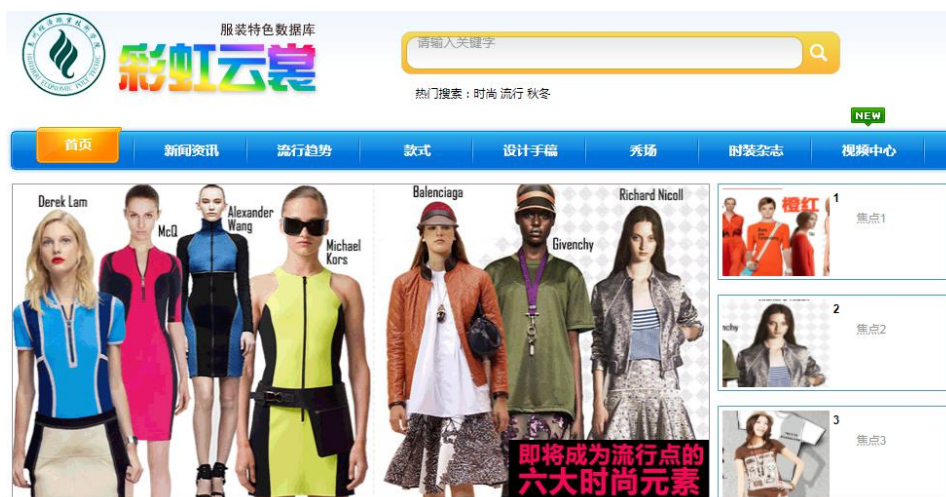 服装特色数据库
彩虹云裳
请输入关键字
热门搜索：时尚 流行 秋冬
NEW
首页 新闻资讯 流行趋势 款式 设计手稿 秀场 时装杂志 视频中心
Derek Lam
McQ
Alexander
Wang
Michael
Kors
Balenciaga
Givenchy
Richard Nicoll
即将成为流行点的
六大时尚元素
橙红
1
焦点1
2
焦点2
3
焦点3